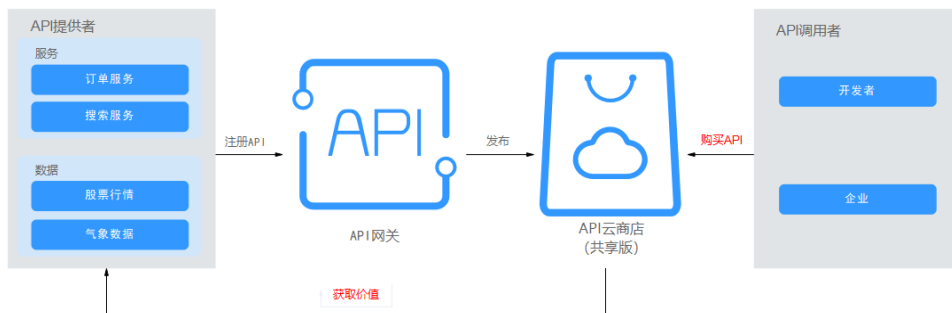 API提供者
服务
订单服务
搜索服务
数据
股票行情
气象数据
注册API
API
API网关
发布
API云商店
(共享版)
购买API
API调用者
开发者
企业
获取价值